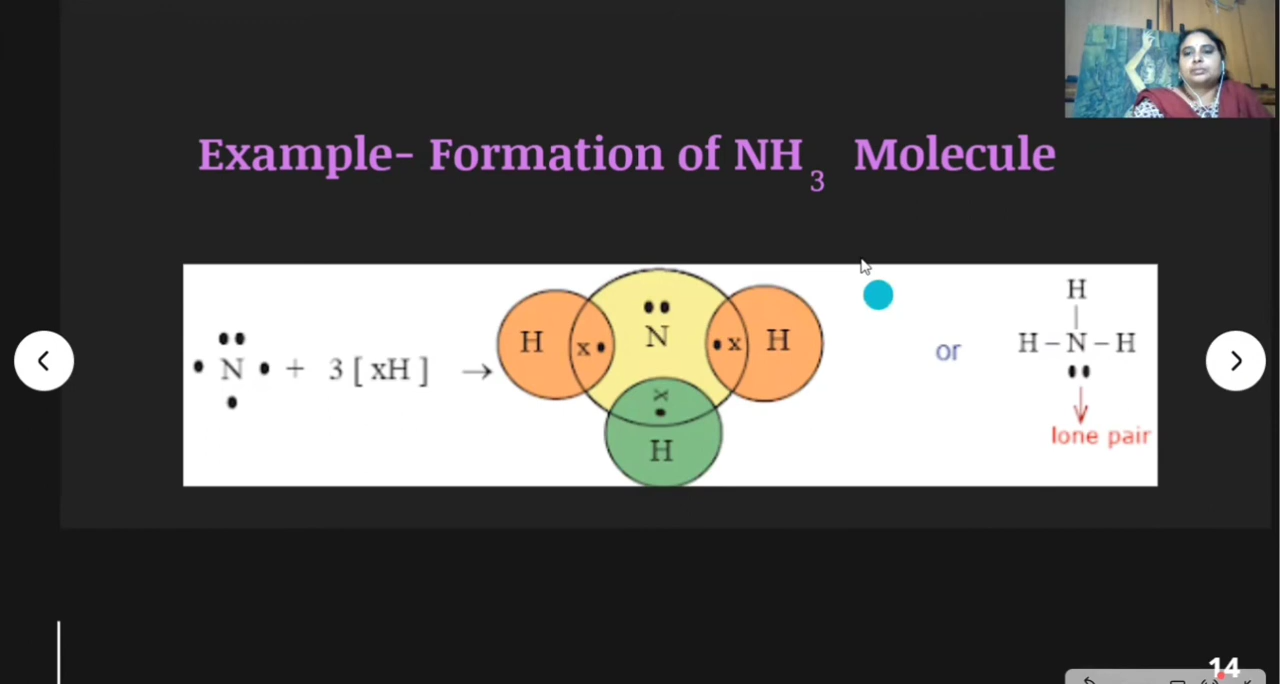 Example- Formation of NH3 Molecule
N + 3 [ xH ] → H x N x H or H–N–H
H
x
H
lone pair
14